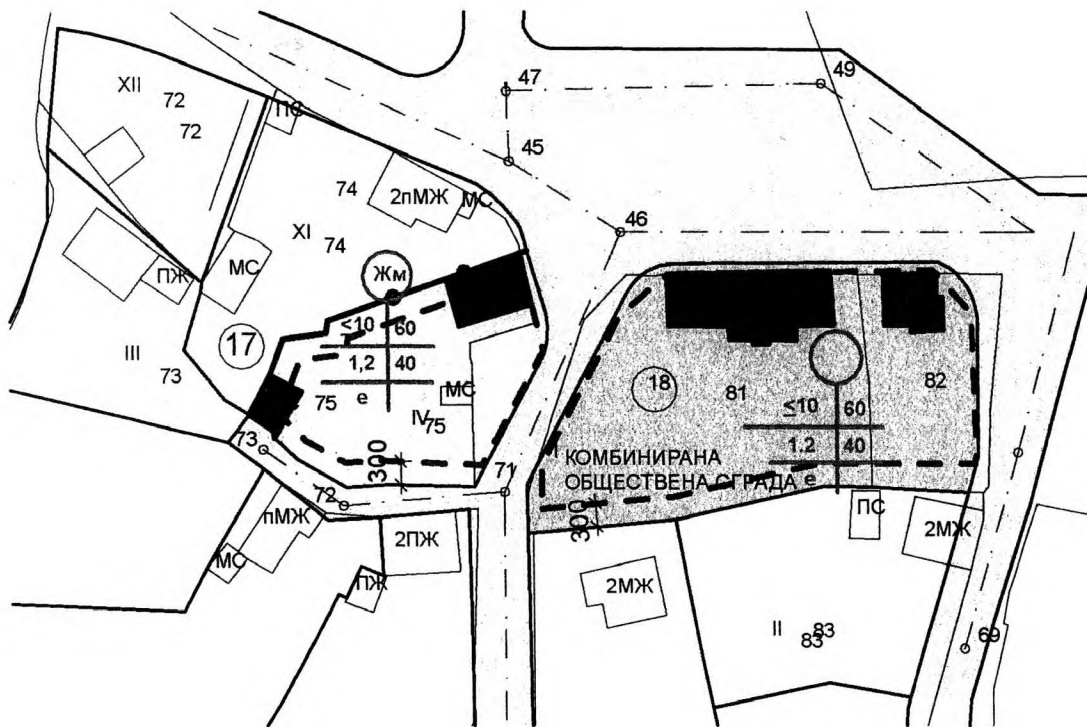 47
49
XII
72
72
ПС
45
74
2пМЖ
МС
46
XI
74
МС
ПЖ
Жм
≤10 60
1,2 40
е
17
III
73
75
МС
IV
75
18
81
82
≤10 60
1.2 40
е
КОМБИНИРАНА
ОБЩЕСТВЕНА СГРАДА
73
300
71
72
300
ПС
пМЖ
2ПЖ
2МЖ
МС
ПЖ
2МЖ
II
83
83
69